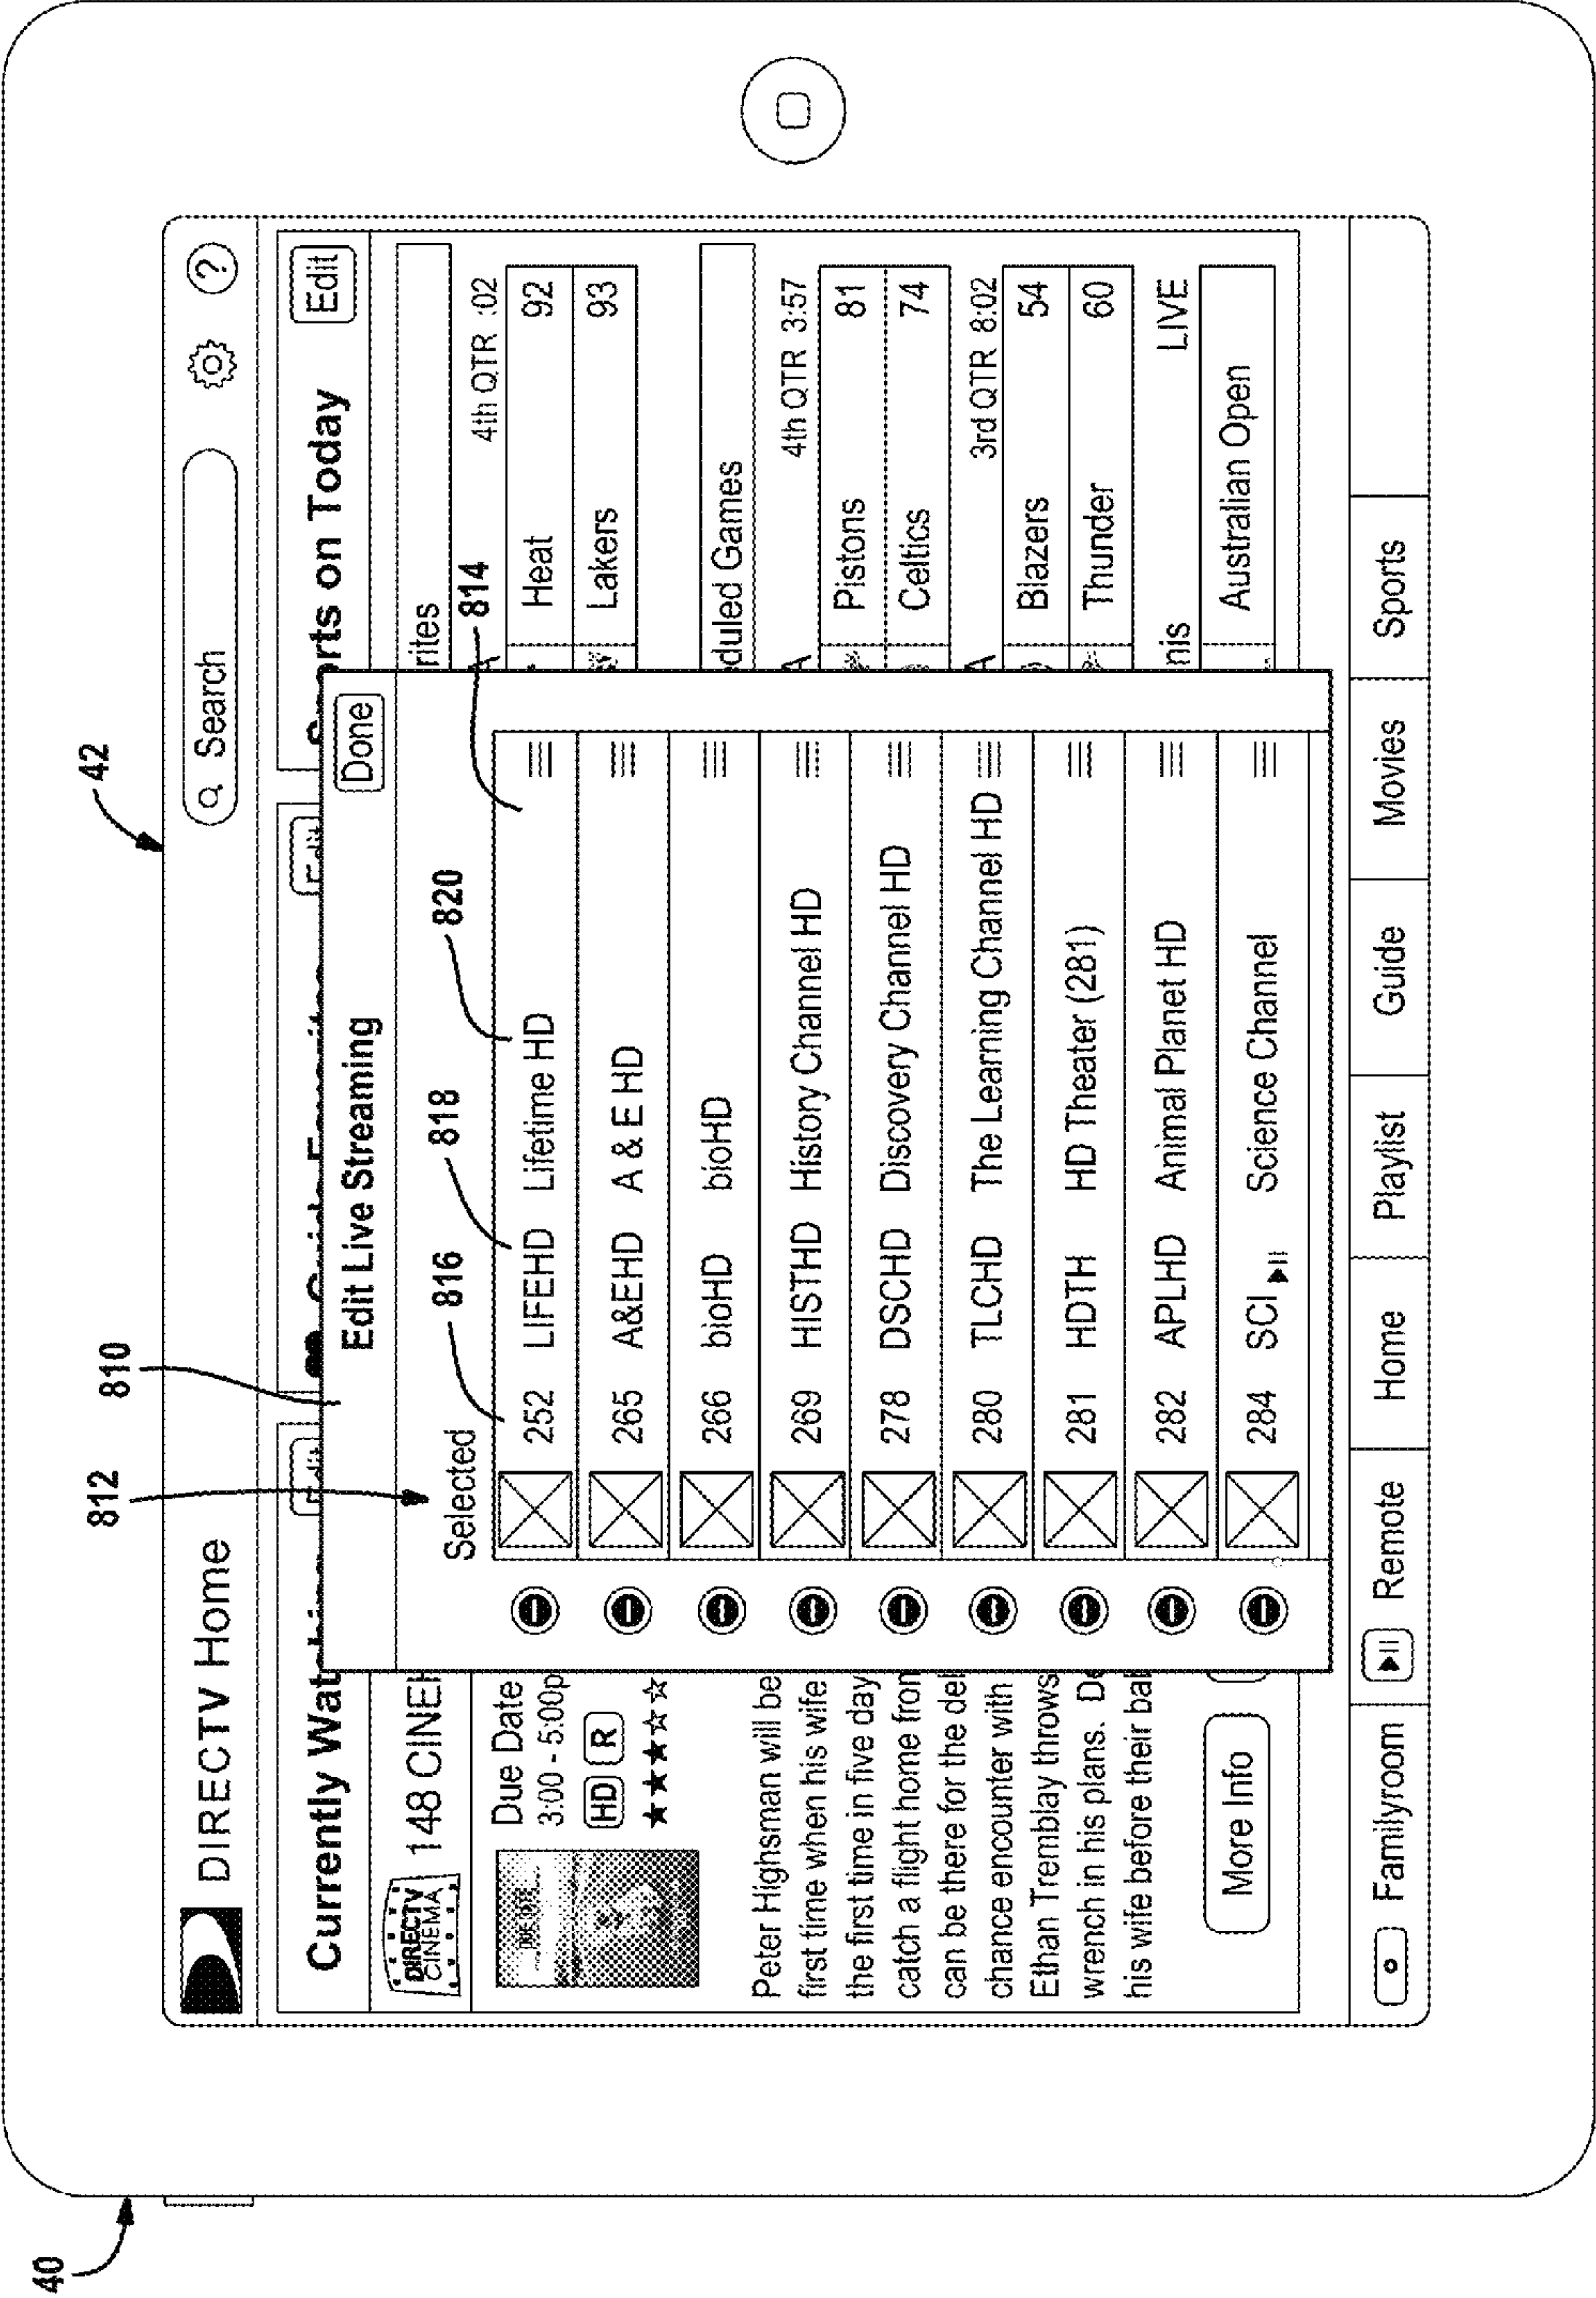 40
42
DIRECTV Home
Search
?
812
810
Currently Wat
Edit
Edit
rts on Today
Edit
Edit Live Streaming
Done
DIRECTV
CINEMA
148 CINE
rites
Selected
816
818
820
814
252 LIFEHD Lifetime HD
265 A&EHD A & E HD
266 bioHD bioHD
269 HISTHD History Channel HD
278 DSCHD Discovery Channel HD
280 TLCHD The Learning Channel HD
281 HDTH HD Theater (281)
282 APLHD Animal Planet HD
284 SCI Science Channel
Due Date
3:00 - 5:00p
HD R
Peter Highsman will be
first time when his wife
the first time in five day
catch a flight home from
can be there for the del
chance encounter with
Ethan Tremblay throws
wrench in his plans. De
his wife before their bab
More Info
A 4th QTR :02
Heat 92
Lakers 93
duled Games
A 4th QTR 3:57
Pistons 81
Celtics 74
A 3rd QTR 8:02
Blazers 54
Thunder 60
nis LIVE
Australian Open
Familyroom
Remote
Home
Playlist
Guide
Movies
Sports